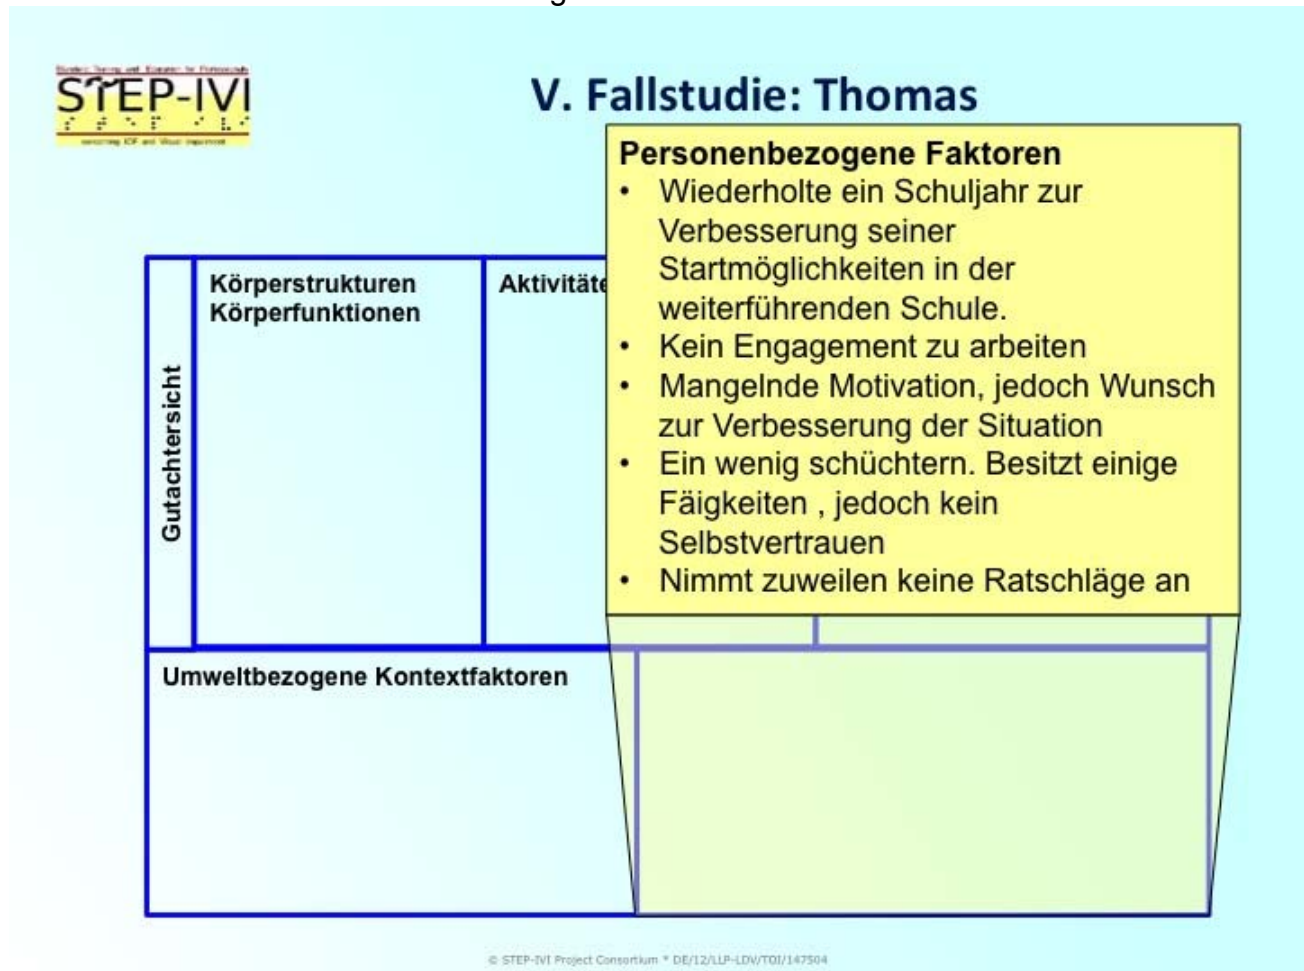 STEP-IVI
V. Fallstudie: Thomas
Personenbezogene Faktoren
• Wiederholte ein Schuljahr zur
Verbesserung seiner
Startmöglichkeiten in der
weiterführenden Schule.
• Kein Engagement zu arbeiten
• Mangelnde Motivation, jedoch Wunsch
zur Verbesserung der Situation
• Ein wenig schüchtern. Besitzt einige
Fäigkeiten , jedoch kein
Selbstvertrauen
• Nimmt zuweilen keine Ratschläge an
Gutachtersicht
Körperstrukturen
Körperfunktionen
Aktivitäte
Umweltbezogene Kontextfaktoren
© STEP-IVI Project Consortium * DE/12/LLP-LDV/TOI/147504